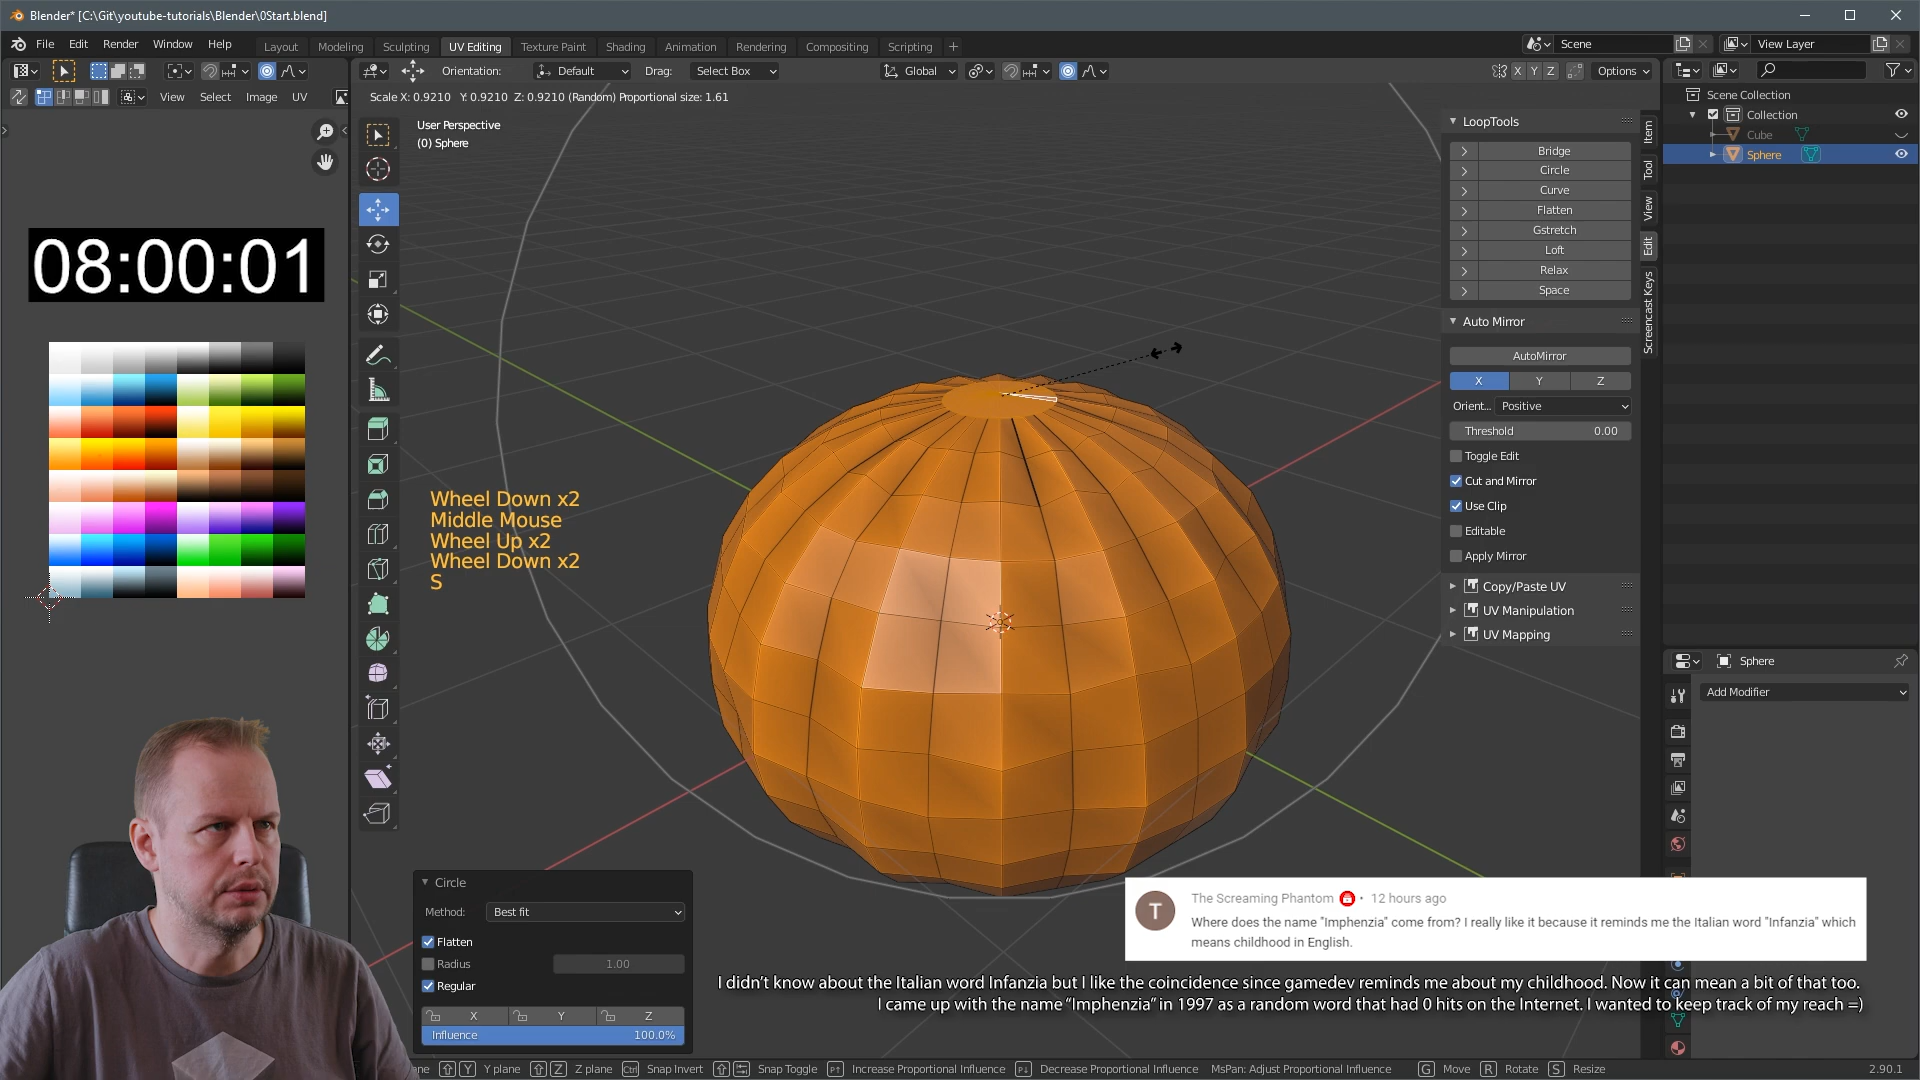 Blender* [C:\Git\youtube-tutorials\Blender\0Start.blend]
File Edit Render Window Help
Layout Modeling Sculpting UV Editing Texture Paint Shading Animation Rendering Compositing Scripting +
Scene
View Layer
Orientation: Default Drag: Select Box
Global
X Y Z
Options
View Select Image UV
Scale X: 0.9210 Y: 0.9210 Z: 0.9210 (Random) Proportional size: 1.61
User Perspective
(0) Sphere
08:00:01
Wheel Down x2
Middle Mouse
Wheel Up x2
Wheel Down x2
S
LoopTools
Bridge
Circle
Curve
Flatten
Gstretch
Loft
Relax
Space
Auto Mirror
AutoMirror
X Y Z
Orient... Positive
Threshold 0.00
Toggle Edit
Cut and Mirror
Use Clip
Editable
Apply Mirror
Copy/Paste UV
UV Manipulation
UV Mapping
Item
Tool
View
Edit
Screencast Keys
Scene Collection
Collection
Cube
Sphere
Sphere
Add Modifier
Circle
Method: Best fit
Flatten
Radius 1.00
Regular
X Y Z
Influence 100.0%
T
The Screaming Phantom • 12 hours ago
Where does the name "Imphenzia" come from? I really like it because it reminds me the Italian word "Infanzia" which
means childhood in English.
I didn't know about the Italian word Infanzia but I like the coincidence since gamedev reminds me about my childhood. Now it can mean a bit of that too.
I came up with the name “Imphenzia” in 1997 as a random word that had 0 hits on the Internet. I wanted to keep track of my reach =)
ane Y Y plane Z Z plane Ctrl Snap Invert Snap Toggle Increase Proportional Influence Decrease Proportional Influence MsPan: Adjust Proportional Influence G Move R Rotate S Resize
2.90.1